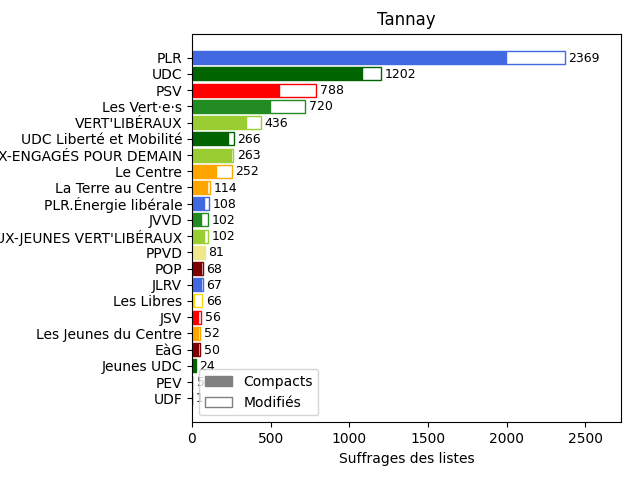 Tannay
PLR 2369
UDC 1202
PSV 788
Les Vert·e·s 720
VERT'LIBÉRAUX 436
UDC Liberté et Mobilité 266
X-ENGAGÉS POUR DEMAIN 263
Le Centre 252
La Terre au Centre 114
PLR.Énergie libérale 108
JVVD 102
UX-JEUNES VERT'LIBÉRAUX 102
PPVD 81
POP 68
JLRV 67
Les Libres 66
JSV 56
Les Jeunes du Centre 52
EàG 50
Jeunes UDC 24
PEV 5
UDF 1
Compacts
Modifiés
0 500 1000 1500 2000 2500
Suffrages des listes